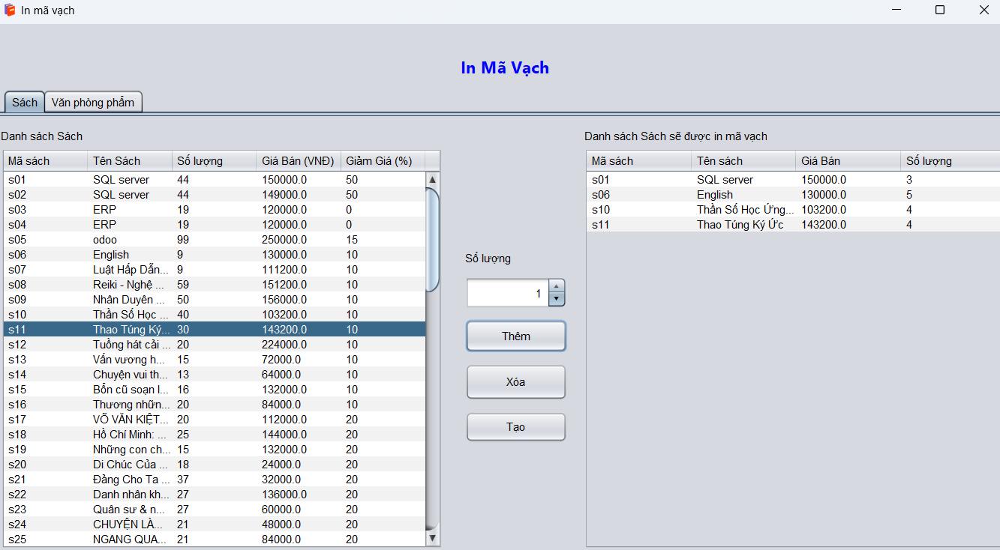 In mã vạch
In Mã Vạch
Sách Văn phòng phẩm
Danh sách Sách
Mã sách Tên Sách Số lượng Giá Bán (VNĐ) Giảm Giá (%)
s01 SQL server 44 150000.0 50
s02 SQL server 44 149000.0 50
s03 ERP 19 120000.0 0
s04 ERP 19 120000.0 0
s05 odoo 99 250000.0 15
s06 English 9 130000.0 10
s07 Luật Hấp Dẫn... 9 111200.0 10
s08 Reiki - Nghệ ... 59 151200.0 10
s09 Nhân Duyên ... 50 156000.0 10
s10 Thần Số Học ... 40 103200.0 10
s11 Thao Túng Ký... 30 143200.0 10
s12 Tuồng hát cải ... 20 224000.0 10
s13 Vấn vương h... 15 72000.0 10
s14 Chuyện vui th... 13 64000.0 10
s15 Bổn cũ soạn l... 16 132000.0 10
s16 Thương nhữn... 20 84000.0 10
s17 VÕ VĂN KIỆT... 20 112000.0 20
s18 Hồ Chí Minh: ... 25 144000.0 20
s19 Những con ch... 15 132000.0 20
s20 Di Chúc Của ... 18 24000.0 20
s21 Đảng Cho Ta ... 37 32000.0 20
s22 Danh nhân kh... 27 136000.0 20
s23 Quân sư & n... 27 60000.0 20
s24 CHUYỆN LÀ... 21 48000.0 20
s25 NGANG QUA... 21 84000.0 20
Số lượng
1
Thêm
Xóa
Tạo
Danh sách Sách sẽ được in mã vạch
Mã sách Tên sách Giá Bán Số lượng
s01 SQL server 150000.0 3
s06 English 130000.0 5
s10 Thần Số Học Ứng... 103200.0 4
s11 Thao Túng Ký Ức 143200.0 4